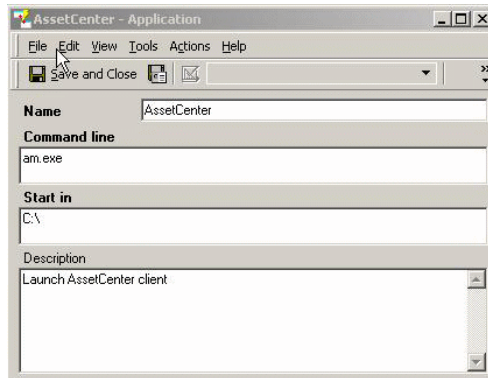 AssetCenter - Application
File Edit View Tools Actions Help
Save and Close
Name AssetCenter
Command line
am.exe
Start in
C:\
Description
Launch AssetCenter client